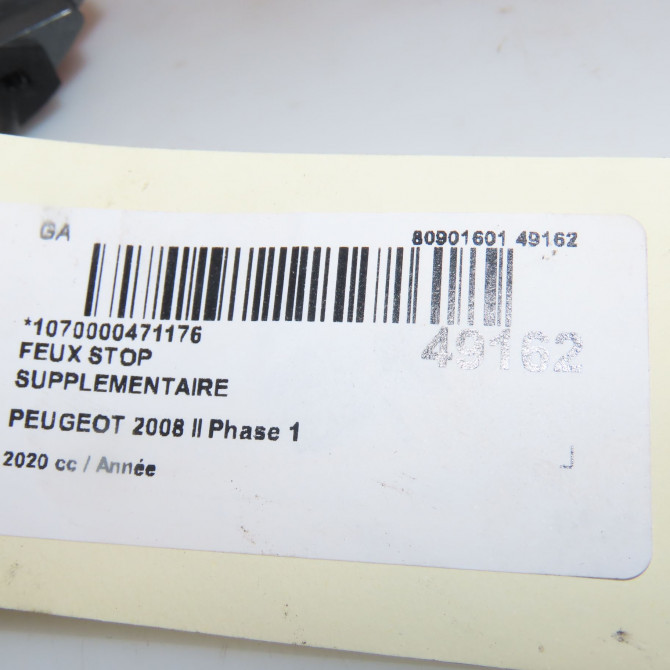 GA
80901601 49162
*1070000471176
49162
FEUX STOP
SUPPLEMENTAIRE
PEUGEOT 2008 II Phase 1
2020 cc / Année
J